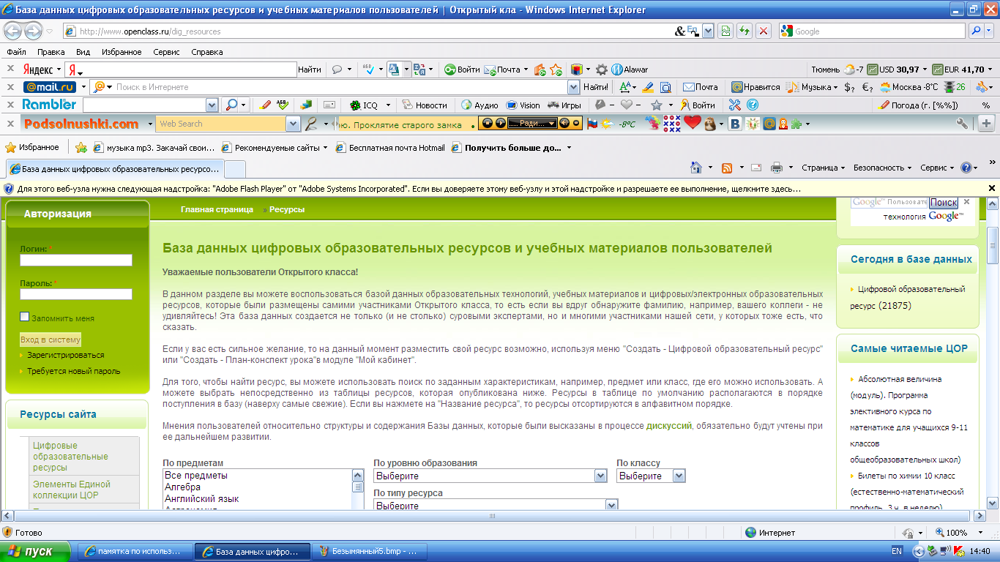 База данных цифровых образовательных ресурсов и учебных материалов пользователей | Открытый кла - Windows Internet Explorer
http://www.openclass.ru/dig_resources
Google
Файл Правка Вид Избранное Сервис Справка
Яндекс Я Найти Войти Почта Alawar Тюмень -7 USD 30,97 EUR 41,70
@mail.ru Поиск в Интернете Найти! Почта Нравится Музыка Москва -8°C 26
Rambler ICQ Новости Аудио Vision Игры Войти Погода (г. [%%]) %
Podsolnushki.com Web Search ю. Проклятие старого замка ..... Ради... -8°C
Избранное музыка mp3. Закачай свои... Рекомендуемые сайты Бесплатная почта Hotmail Получить больше до...
База данных цифровых образовательных ресурсо... Страница Безопасность Сервис
Для этого веб-узла нужна следующая надстройка: "Adobe Flash Player" от "Adobe Systems Incorporated". Если вы доверяете этому веб-узлу и этой надстройке и разрешаете ее выполнение, щелкните здесь...
Авторизация
Логин: *
Пароль: *
Запомнить меня
Вход в систему
Зарегистрироваться
Требуется новый пароль
Ресурсы сайта
Цифровые
образовательные
ресурсы
Элементы Единой
коллекции ЦОР
Главная страница » Ресурсы
База данных цифровых образовательных ресурсов и учебных материалов пользователей
Уважаемые пользователи Открытого класса!
В данном разделе вы можете воспользоваться базой данных образовательных технологий, учебных материалов и цифровых/электронных образовательных
ресурсов, которые были размещены самими участниками Открытого класса, то есть если вы вдруг обнаружите фамилию, например, вашего коллеги - не
удивляйтесь! Эта база данных создается не только (и не столько) суровыми экспертами, но и многими участниками нашей сети, у которых тоже есть, что
сказать.
Если у вас есть сильное желание, то на данный момент разместить свой ресурс возможно, используя меню "Создать - Цифровой образовательный ресурс"
или "Создать - План-конспект урока"в модуле "Мой кабинет".
Для того, чтобы найти ресурс, вы можете использовать поиск по заданным характеристикам, например, предмет или класс, где его можно использовать. А
можете выбрать непосредственно из таблицы ресурсов, которая опубликована ниже. Ресурсы в таблице по умолчанию располагаются в порядке
поступления в базу (наверху самые свежие). Если вы нажмете на "Название ресурса", то ресурсы отсортируются в алфавитном порядке.
Мнения пользователей относительно структуры и содержания Базы данных, которые были высказаны в процессе дискуссий, обязательно будут учтены при
ее дальнейшем развитии.
По предметам
Все предметы
Алгебра
Английский язык
Астрономия
По уровню образования
Выберите
По классу
Выберите
По типу ресурса
Выберите
Google™ Пользовате Поиск
технология Google™
Сегодня в базе данных
Цифровой образовательный
ресурс (21875)
Самые читаемые ЦОР
Абсолютная величина
(модуль). Программа
элективного курса по
математике для учащихся 9-11
классов
общеобразовательных школ)
Билеты по химии 10 класс
(естественно-математический
профиль, 3 ч. в неделю)
Готово Интернет 100%
пуск памятка по использ... База данных цифро... Безымянный5.bmp - ... EN 14:40